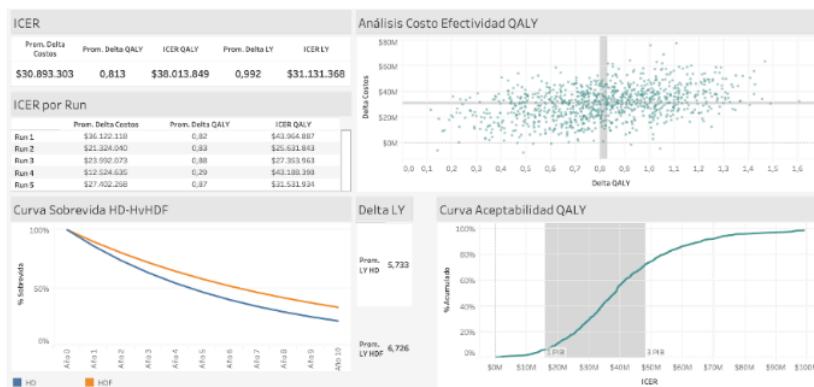 ICER
Prom. Delta Costos
Prom. Delta QALY
ICER QALY
Prom. Delta LY
ICER LY
$30.893.303
0,813
$38.013.849
0,992
$31.131.368
ICER por Run
Prom. Delta Costos
Prom. Delta QALY
ICER QALY
Run 1 $36.122.118 0,82 $43.964.887
Run 2 $21.324.040 0,83 $25.631.843
Run 3 $23.992.073 0,88 $27.353.963
Run 4 $12.524.635 0,29 $43.188.398
Run 5 $27.402.268 0,87 $31.531.934
Análisis Costo Efectividad QALY
Delta Costos
$80M
$60M
$40M
$20M
$0M
0,0 0,1 0,2 0,3 0,4 0,5 0,6 0,7 0,8 0,9 1,0 1,1 1,2 1,3 1,4 1,5 1,6
Delta QALY
Curva Sobrevida HD-HvHDF
% Sobrevida
100%
50%
0%
Año 0 Año 1 Año 2 Año 3 Año 4 Año 5 Año 6 Año 7 Año 8 Año 9 Año 10
HD
HDF
Delta LY
Prom. LY HD
5,733
Prom. LY HDF
6,726
Curva Aceptabilidad QALY
% Acumulado
100%
80%
60%
40%
20%
0%
1 PIB
3 PIB
$0M $10M $20M $30M $40M $50M $60M $70M $80M $90M $100M
ICER